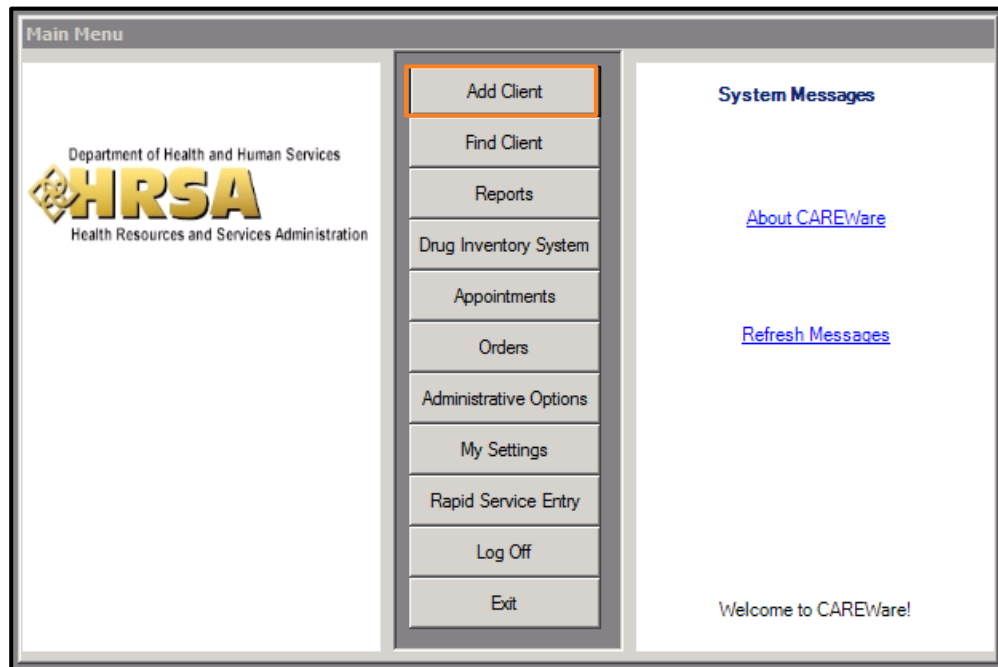 Main Menu
Department of Health and Human Services
HRSA
Health Resources and Services Administration
Add Client
Find Client
Reports
Drug Inventory System
Appointments
Orders
Administrative Options
My Settings
Rapid Service Entry
Log Off
Exit
System Messages
About CAREWare
Refresh Messages
Welcome to CAREWare!